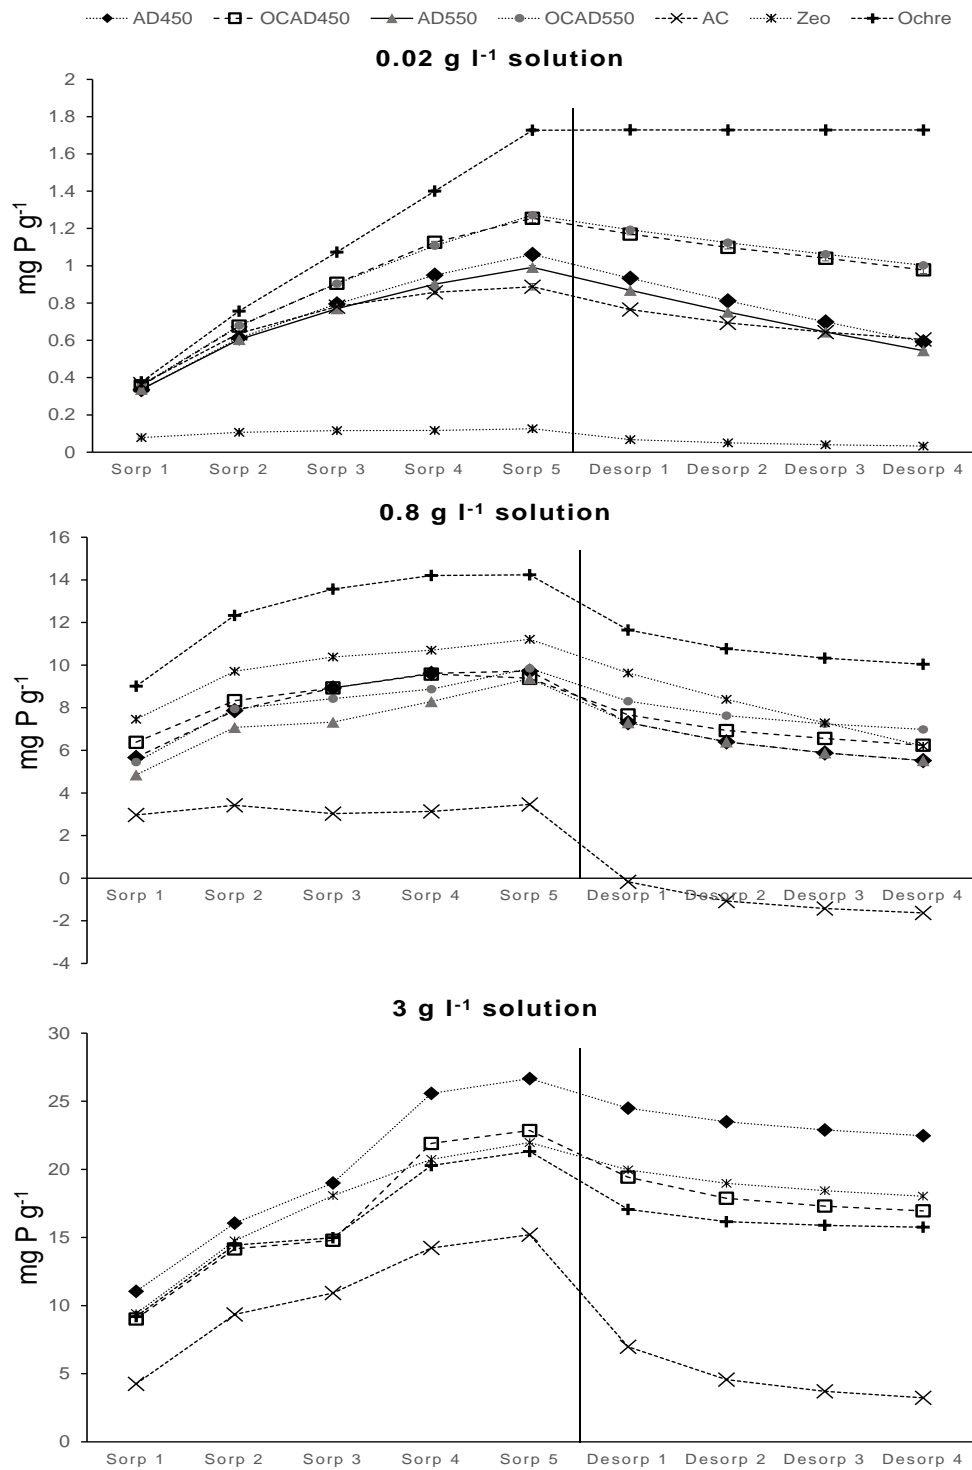 AD450 OCAD450 AD550 OCAD550 AC Zeo Ochre
0.02 g l⁻¹ solution
mg P g⁻¹
2
1.8
1.6
1.4
1.2
1
0.8
0.6
0.4
0.2
0
Sorp 1 Sorp 2 Sorp 3 Sorp 4 Sorp 5 Desorp 1 Desorp 2 Desorp 3 Desorp 4
0.8 g l⁻¹ solution
mg P g⁻¹
16
14
12
10
8
6
4
2
0
-2
-4
Sorp 1 Sorp 2 Sorp 3 Sorp 4 Sorp 5 Desorp 1 Desorp 2 Desorp 3 Desorp 4
3 g l⁻¹ solution
mg P g⁻¹
30
25
20
15
10
5
0
Sorp 1 Sorp 2 Sorp 3 Sorp 4 Sorp 5 Desorp 1 Desorp 2 Desorp 3 Desorp 4